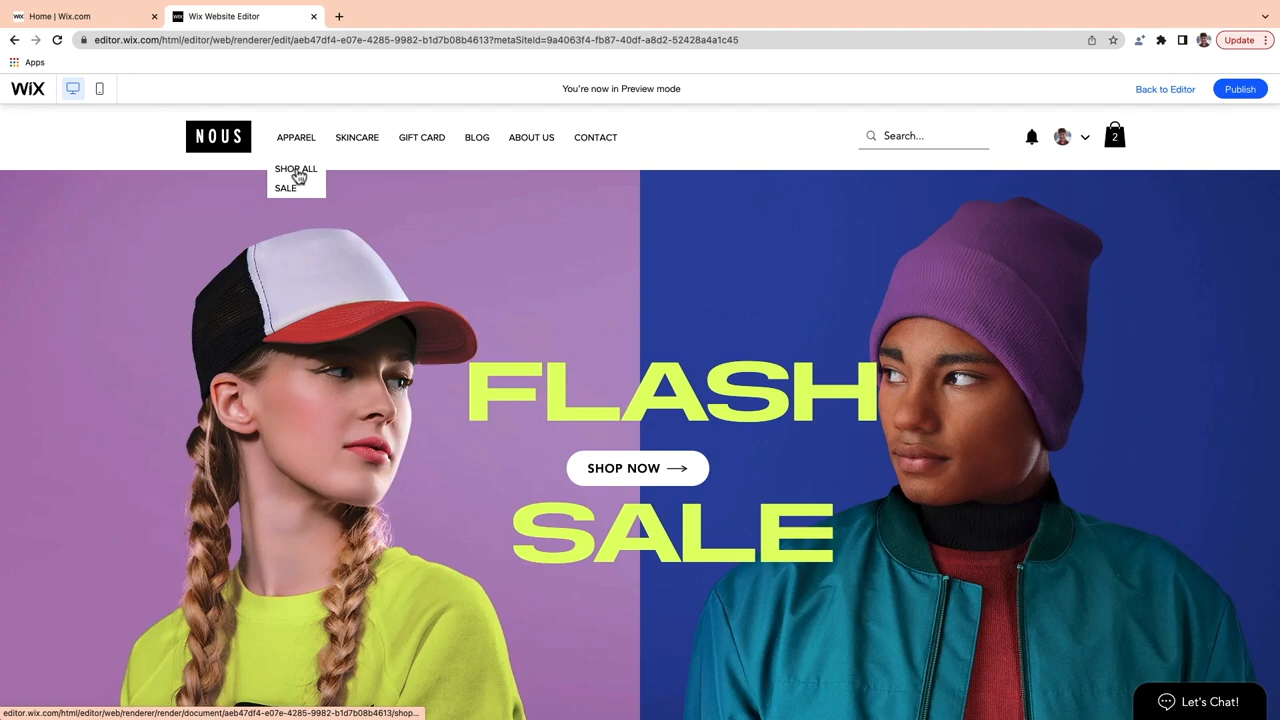 WiX Home | Wix.com
WiX Wix Website Editor
editor.wix.com/html/editor/web/renderer/edit/aeb47df4-e07e-4285-9982-b1d7b08b4613?metaSiteId=9a4063f4-fb87-40df-a8d2-52428a4a1c45
Update
Apps
WiX
You're now in Preview mode
Back to Editor
Publish
NOUS
APPAREL
SKINCARE
GIFT CARD
BLOG
ABOUT US
CONTACT
Search...
2
SHOP ALL
SALE
FLASH
SHOP NOW
SALE
Let's Chat!
editor.wix.com/html/editor/web/renderer/render/document/aeb47df4-e07e-4285-9982-b1d7b08b4613/shop...